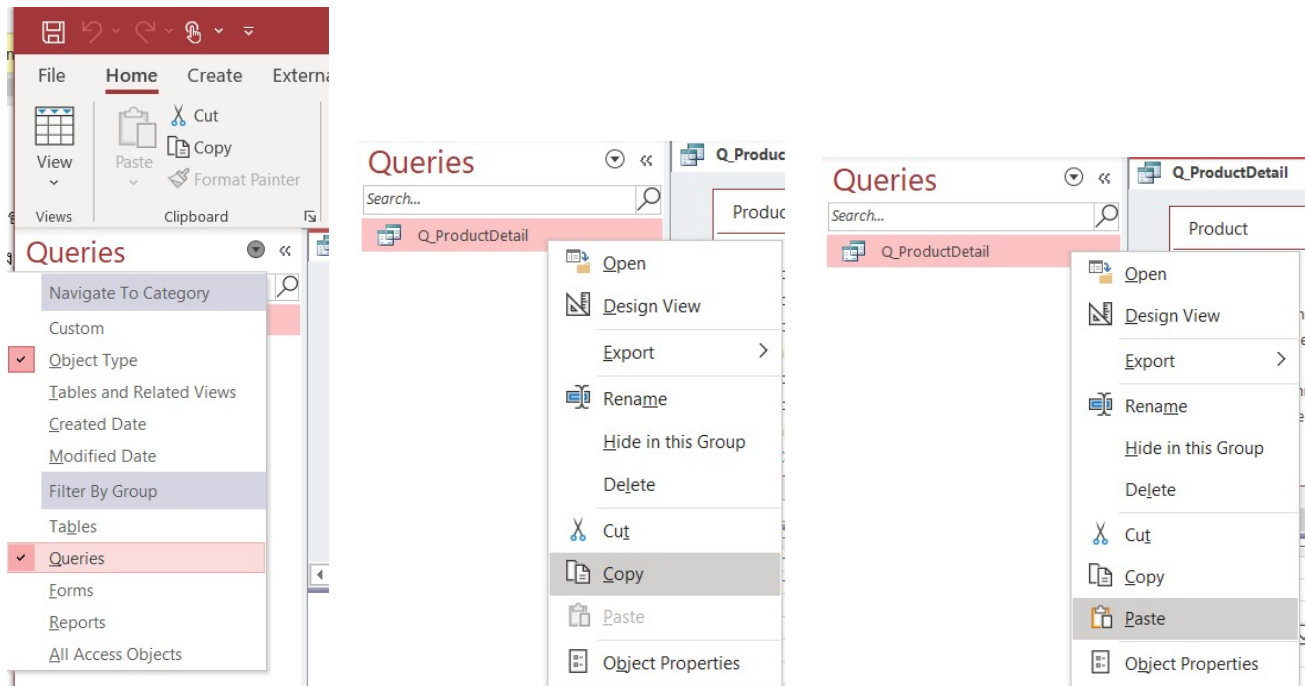 File Home Create Externa
View
Paste
Cut
Copy
Format Painter
Views Clipboard
Queries
Navigate To Category
Custom
Object Type
Tables and Related Views
Created Date
Modified Date
Filter By Group
Tables
Queries
Forms
Reports
All Access Objects
Queries
Search...
Q_ProductDetail
Q_Produc
Produc
Open
Design View
Export
Rename
Hide in this Group
Delete
Cut
Copy
Paste
Object Properties
Queries
Search...
Q_ProductDetail
Q_ProductDetail
Product
Open
Design View
Export
Rename
Hide in this Group
Delete
Cut
Copy
Paste
Object Properties